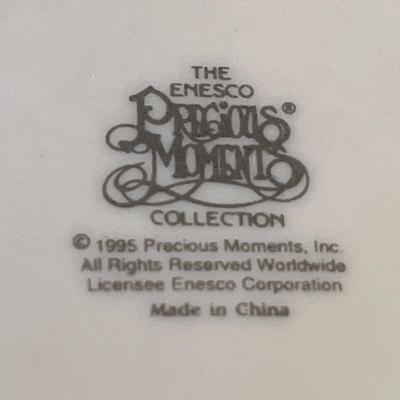 THE
ENESCO
PRECIOUS®
MOMENTS
COLLECTION
© 1995 Precious Moments, Inc.
All Rights Reserved Worldwide
Licensee Enesco Corporation
Made in China